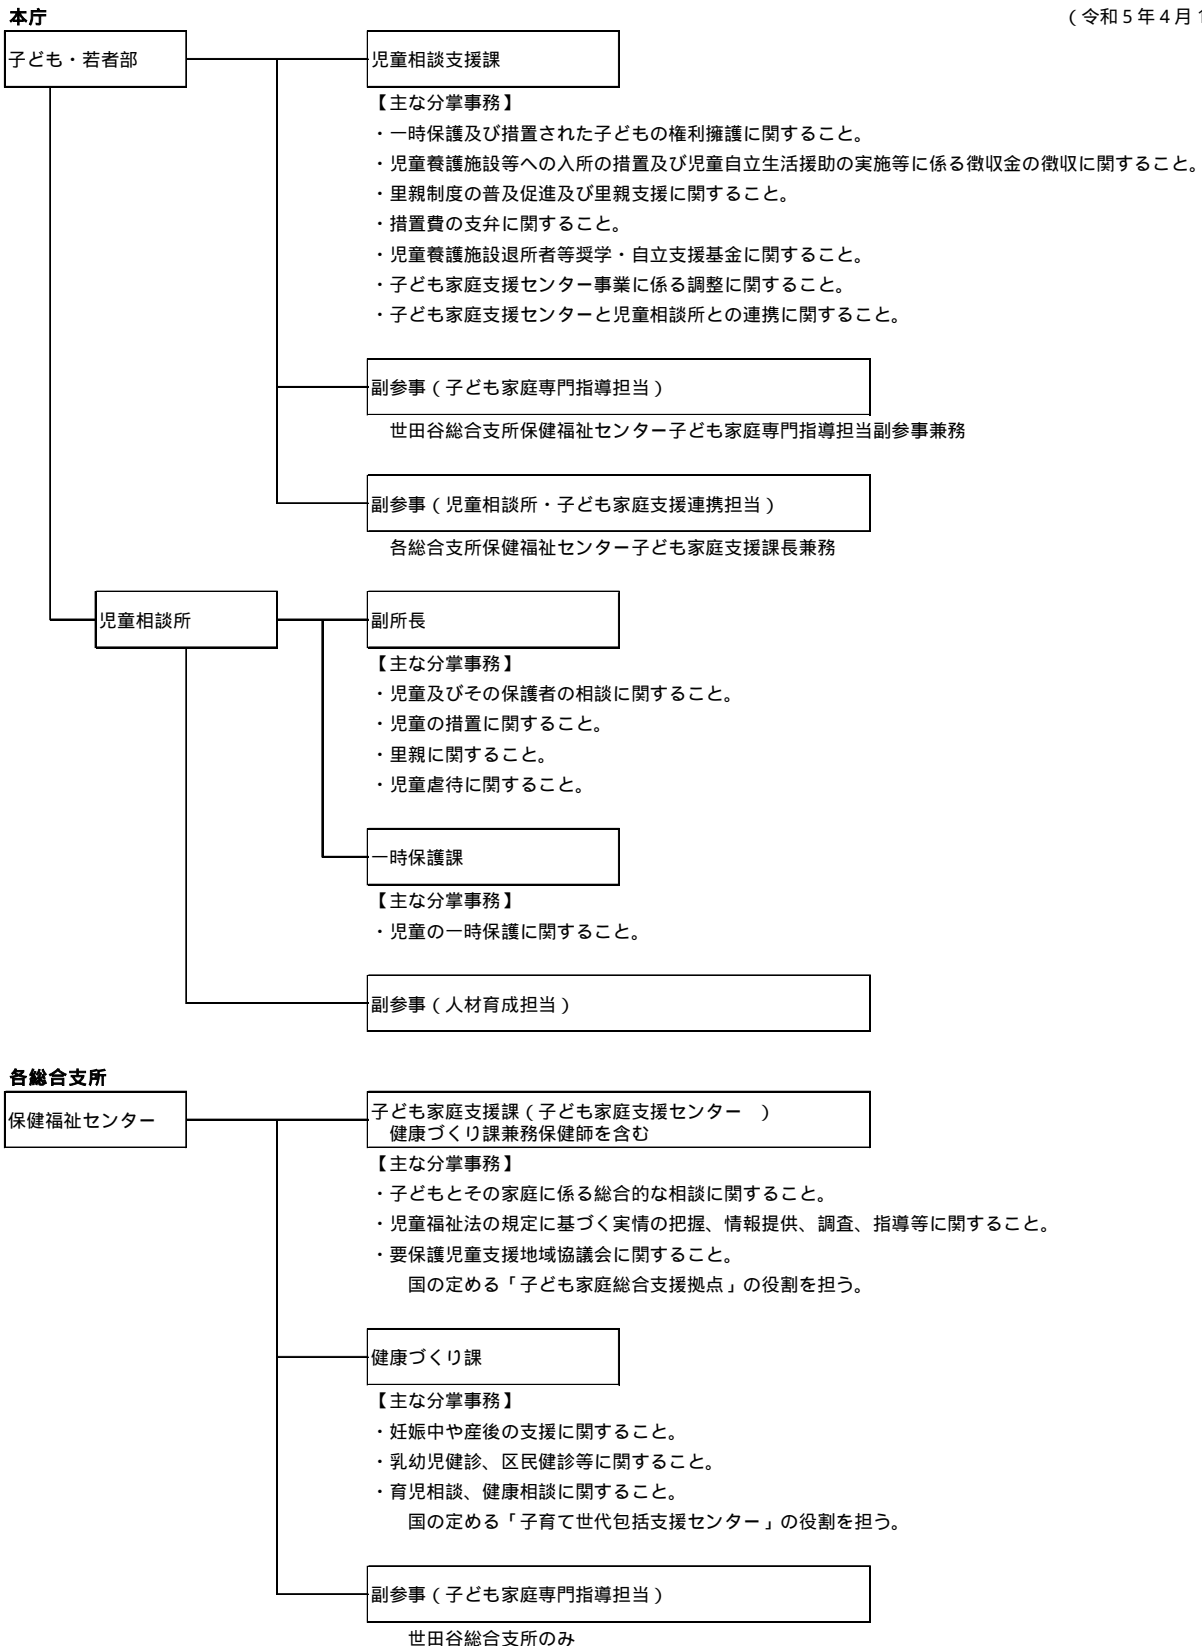 本庁
（令和５年４月１
子ども・若者部
児童相談支援課
【主な分掌事務】
・一時保護及び措置された子どもの権利擁護に関すること。
・児童養護施設等への入所の措置及び児童自立生活援助の実施等に係る徴収金の徴収に関すること。
・里親制度の普及促進及び里親支援に関すること。
・措置費の支弁に関すること。
・児童養護施設退所者等奨学・自立支援基金に関すること。
・子ども家庭支援センター事業に係る調整に関すること。
・子ども家庭支援センターと児童相談所との連携に関すること。
副参事（子ども家庭専門指導担当）
世田谷総合支所保健福祉センター子ども家庭専門指導担当副参事兼務
副参事（児童相談所・子ども家庭支援連携担当）
各総合支所保健福祉センター子ども家庭支援課長兼務
児童相談所
副所長
【主な分掌事務】
・児童及びその保護者の相談に関すること。
・児童の措置に関すること。
・里親に関すること。
・児童虐待に関すること。
一時保護課
【主な分掌事務】
・児童の一時保護に関すること。
副参事（人材育成担当）
各総合支所
保健福祉センター
子ども家庭支援課（子ども家庭支援センター　）
健康づくり課兼務保健師を含む
【主な分掌事務】
・子どもとその家庭に係る総合的な相談に関すること。
・児童福祉法の規定に基づく実情の把握、情報提供、調査、指導等に関すること。
・要保護児童支援地域協議会に関すること。
国の定める「子ども家庭総合支援拠点」の役割を担う。
健康づくり課
【主な分掌事務】
・妊娠中や産後の支援に関すること。
・乳幼児健診、区民健診等に関すること。
・育児相談、健康相談に関すること。
国の定める「子育て世代包括支援センター」の役割を担う。
副参事（子ども家庭専門指導担当）
世田谷総合支所のみ